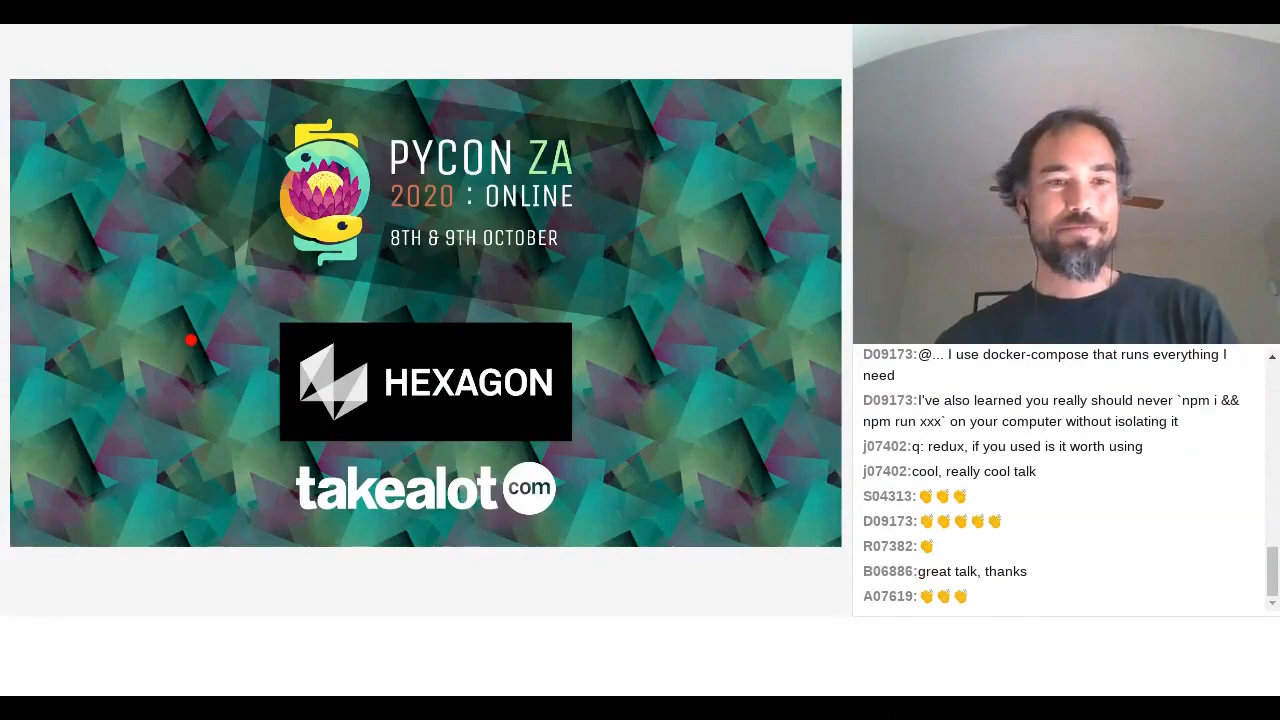 PYCON ZA
2020 : ONLINE
8TH & 9TH OCTOBER
HEXAGON
takealot com
D09173:@... I use docker-compose that runs everything I
need
D09173:I've also learned you really should never `npm i &&
npm run xxx` on your computer without isolating it
j07402:q: redux, if you used is it worth using
j07402:cool, really cool talk
S04313:👏👏👏
D09173:👏👏👏👏👏
R07382:👏
B06886:great talk, thanks
A07619:👏👏👏